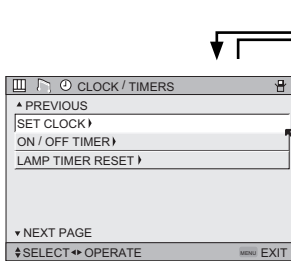 CLOCK / TIMERS
PREVIOUS
SET CLOCK
ON / OFF TIMER
LAMP TIMER RESET
NEXT PAGE
SELECT OPERATE MENU EXIT